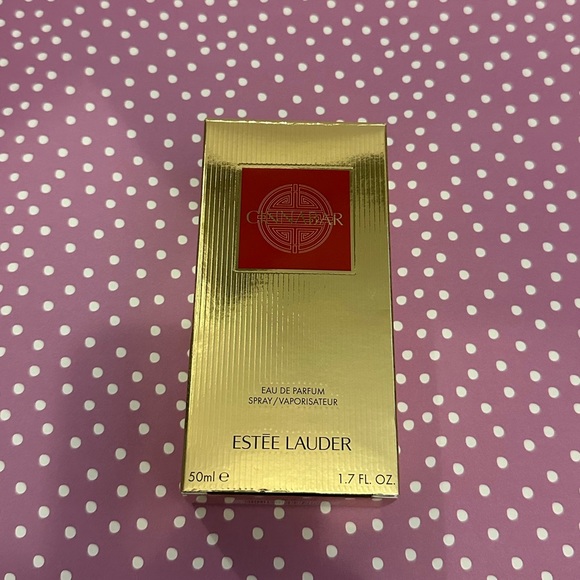 CINNABAR
EAU DE PARFUM
SPRAY/VAPORISATEUR
ESTĒE LAUDER
50ml ℮
1.7 FL. OZ.